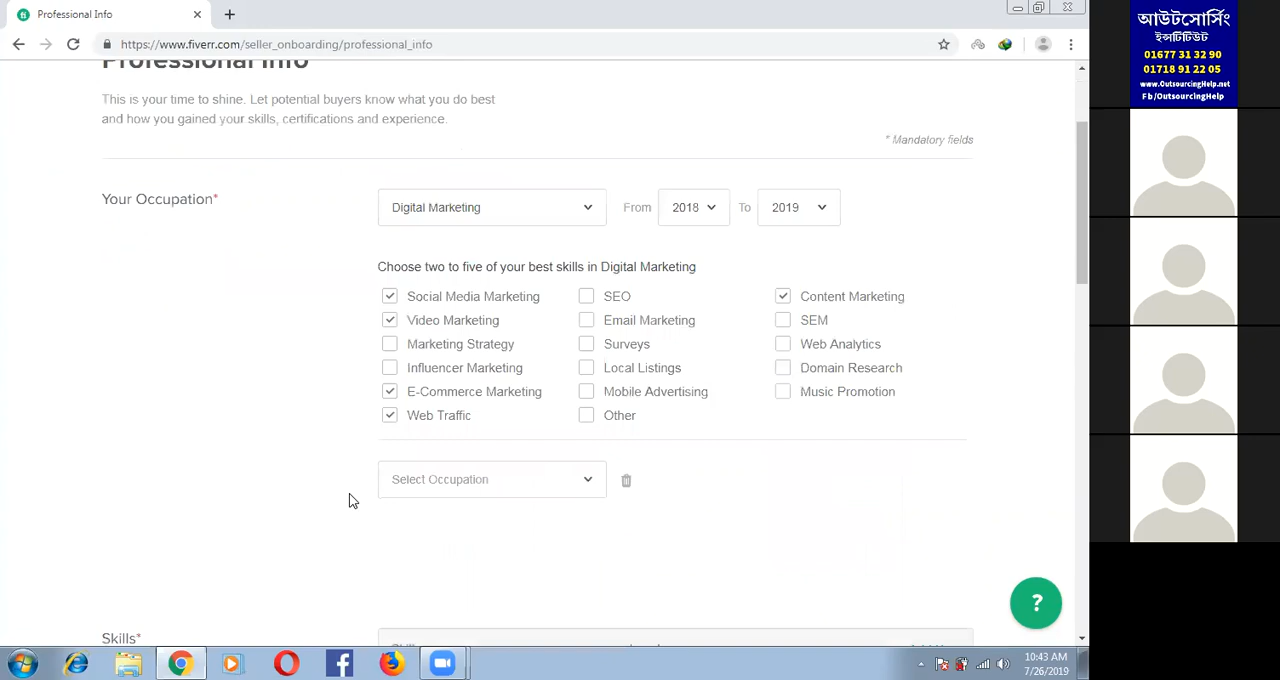 Professional Info
https://www.fiverr.com/seller_onboarding/professional_info
Professional Info
This is your time to shine. Let potential buyers know what you do best
and how you gained your skills, certifications and experience.
* Mandatory fields
Your Occupation*
Digital Marketing
From
2018
To
2019
Choose two to five of your best skills in Digital Marketing
Social Media Marketing
SEO
Content Marketing
Video Marketing
Email Marketing
SEM
Marketing Strategy
Surveys
Web Analytics
Influencer Marketing
Local Listings
Domain Research
E-Commerce Marketing
Mobile Advertising
Music Promotion
Web Traffic
Other
Select Occupation
?
Skills*
10:43 AM
7/26/2019
আউটসোর্সিং
ইন্সটিটিউট
01677 31 32 90
01718 91 22 05
www.OutsourcingHelp.net
Fb/OutsourcingHelp